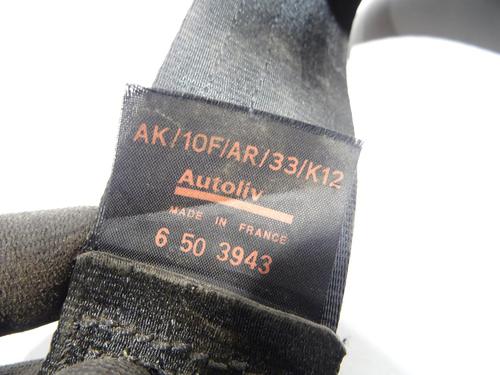 AK/10F/AR/33/K12
Autoliv
MADE IN FRANCE
6 50 3943